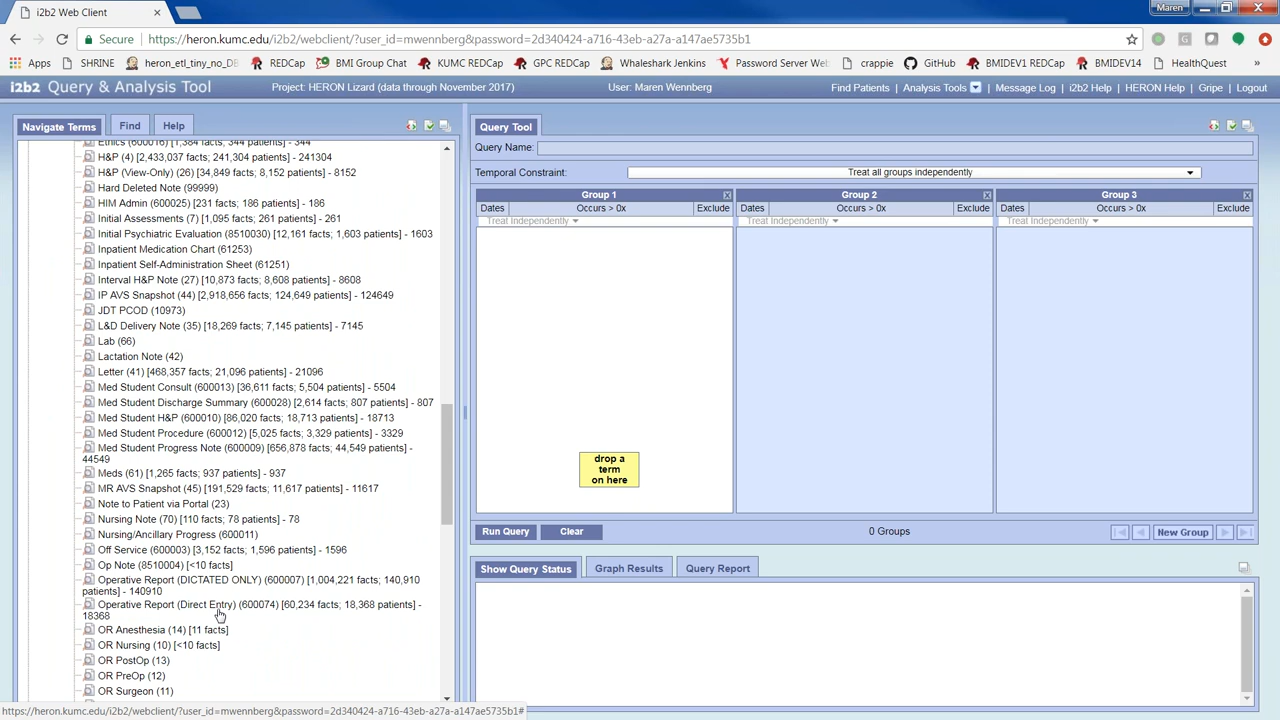 i2b2 Web Client
Maren
Secure
https://heron.kumc.edu/i2b2/webclient/?user_id=mwennberg&password=2d340424-a716-43eb-a27a-a147ae5735b1
Apps
SHRINE
heron_etl_tiny_no_DB
REDCap
BMI Group Chat
KUMC REDCap
GPC REDCap
Whaleshark Jenkins
Password Server Web
crappie
GitHub
BMIDEV1 REDCap
BMIDEV14
HealthQuest
»
i2b2 Query & Analysis Tool
Project: HERON Lizard (data through November 2017)
User: Maren Wennberg
Find Patients | Analysis Tools | Message Log | i2b2 Help | HERON Help | Gripe | Logout
Navigate Terms
Find
Help
Ethics (600016) [1,384 facts; 344 patients] - 344
H&P (4) [2,433,037 facts; 241,304 patients] - 241304
H&P (View-Only) (26) [34,849 facts; 8,152 patients] - 8152
Hard Deleted Note (99999)
HIM Admin (600025) [231 facts; 186 patients] - 186
Initial Assessments (7) [1,095 facts; 261 patients] - 261
Initial Psychiatric Evaluation (8510030) [12,161 facts; 1,603 patients] - 1603
Inpatient Medication Chart (61253)
Inpatient Self-Administration Sheet (61251)
Interval H&P Note (27) [10,873 facts; 8,608 patients] - 8608
IP AVS Snapshot (44) [2,918,656 facts; 124,649 patients] - 124649
JDT PCOD (10973)
L&D Delivery Note (35) [18,269 facts; 7,145 patients] - 7145
Lab (66)
Lactation Note (42)
Letter (41) [468,357 facts; 21,096 patients] - 21096
Med Student Consult (600013) [36,611 facts; 5,504 patients] - 5504
Med Student Discharge Summary (600028) [2,614 facts; 807 patients] - 807
Med Student H&P (600010) [86,020 facts; 18,713 patients] - 18713
Med Student Procedure (600012) [5,025 facts; 3,329 patients] - 3329
Med Student Progress Note (600009) [656,878 facts; 44,549 patients] -
44549
Meds (61) [1,265 facts; 937 patients] - 937
MR AVS Snapshot (45) [191,529 facts; 11,617 patients] - 11617
Note to Patient via Portal (23)
Nursing Note (70) [110 facts; 78 patients] - 78
Nursing/Ancillary Progress (600011)
Off Service (600003) [3,152 facts; 1,596 patients] - 1596
Op Note (8510004) [<10 facts]
Operative Report (DICTATED ONLY) (600007) [1,004,221 facts; 140,910
patients] - 140910
Operative Report (Direct Entry) (600074) [60,234 facts; 18,368 patients] -
18368
OR Anesthesia (14) [11 facts]
OR Nursing (10) [<10 facts]
OR PostOp (13)
OR PreOp (12)
OR Surgeon (11)
Query Tool
Query Name:
Temporal Constraint:
Treat all groups independently
Group 1
Group 2
Group 3
Dates
Occurs > 0x
Exclude
Dates
Occurs > 0x
Exclude
Dates
Occurs > 0x
Exclude
Treat Independently
Treat Independently
Treat Independently
drop a
term
on here
Run Query
Clear
0 Groups
New Group
Show Query Status
Graph Results
Query Report
https://heron.kumc.edu/i2b2/webclient/?user_id=mwennberg&password=2d340424-a716-43eb-a27a-a147ae5735b1#